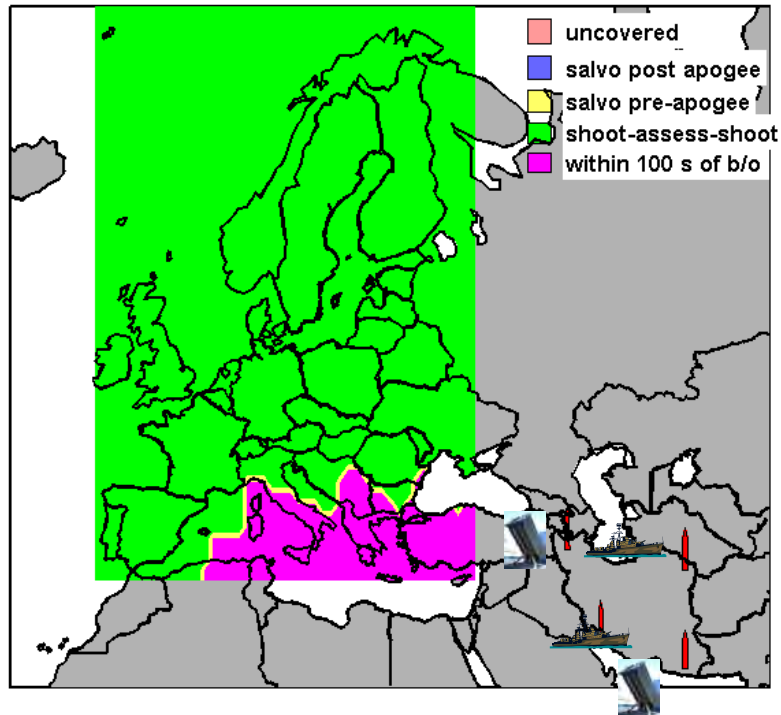 uncovered
salvo post apogee
salvo pre-apogee
shoot-assess-shoot
within 100 s of b/o